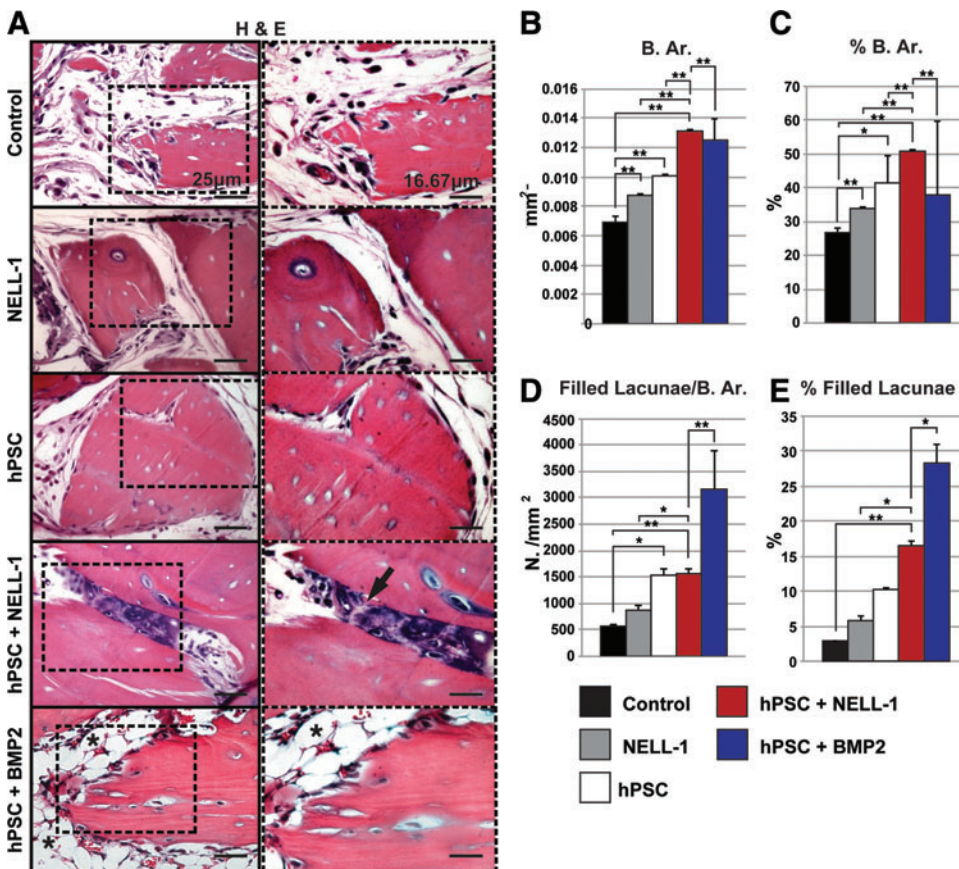 A
H & E
Control
25µm
16.67µm
NELL-1
hPSC
hPSC + NELL-1
hPSC + BMP2
*
*
*
B
B. Ar.
mm²⁻
0.016
0.014
0.012
0.010
0.008
0.006
0.004
0.002
0
**
**
**
**
**
**
C
% B. Ar.
%
70
60
50
40
30
20
10
0
**
**
**
**
*
**
D
Filled Lacunae/B. Ar.
N. /mm²
4500
4000
3500
3000
2500
2000
1500
1000
500
**
*
**
*
E
% Filled Lacunae
%
35
30
25
20
15
10
5
0
*
*
**
Control
NELL-1
hPSC
hPSC + NELL-1
hPSC + BMP2